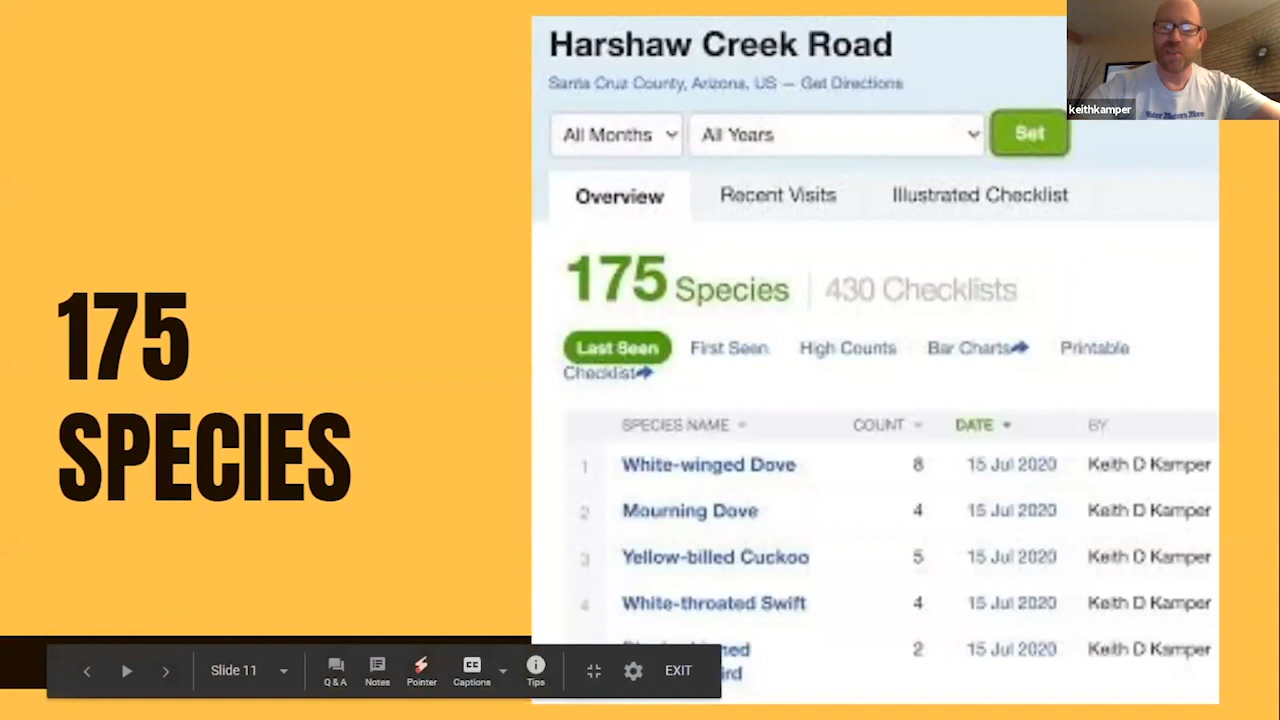 175
SPECIES
Harshaw Creek Road
Santa Cruz County, Arizona, US — Get Directions
All Months All Years Set
Overview Recent Visits Illustrated Checklist
175 Species 430 Checklists
Last Seen First Seen High Counts Bar Charts Printable
Checklist
SPECIES NAME COUNT DATE BY
1 White-winged Dove 8 15 Jul 2020 Keith D Kamper
2 Mourning Dove 4 15 Jul 2020 Keith D Kamper
3 Yellow-billed Cuckoo 5 15 Jul 2020 Keith D Kamper
4 White-throated Swift 4 15 Jul 2020 Keith D Kamper
2 15 Jul 2020 Keith D Kamper
keithkamper
Slide 11 Q & A Notes Pointer Captions Tips EXIT